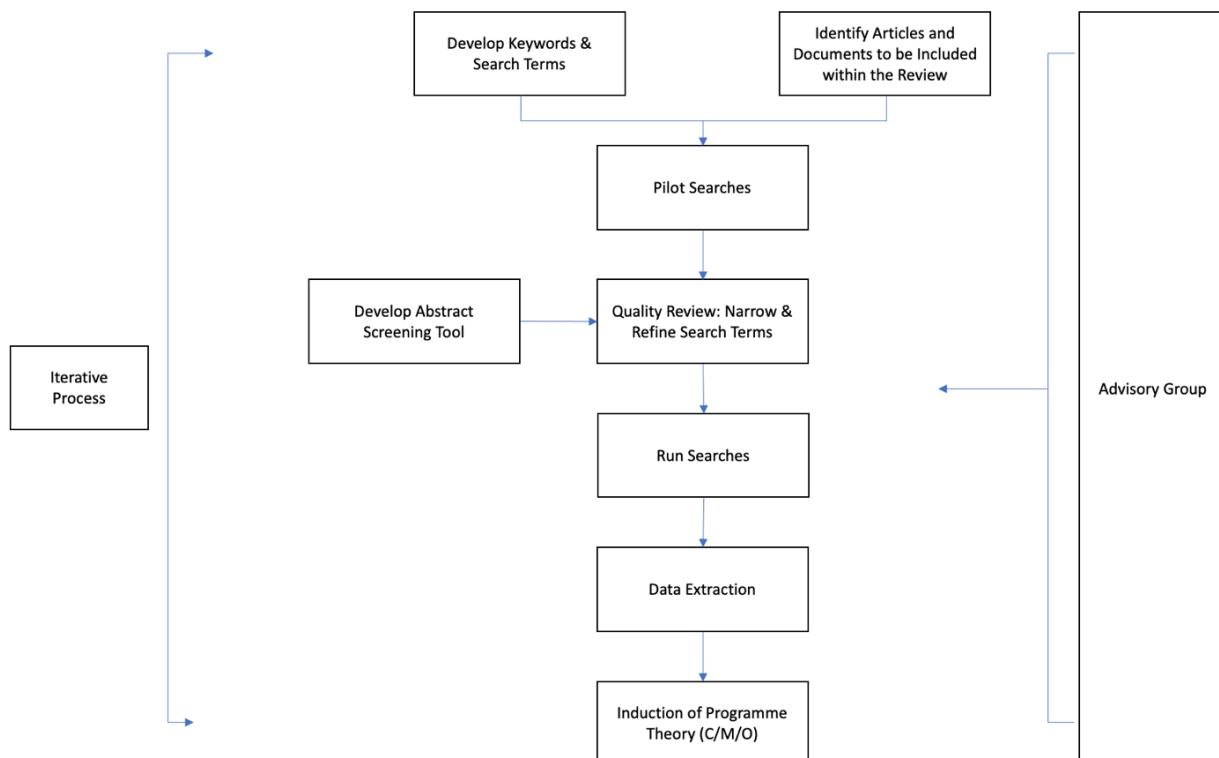 Develop Keywords &
Search Terms
Identify Articles and
Documents to be Included
within the Review
Pilot Searches
Develop Abstract
Screening Tool
Quality Review: Narrow &
Refine Search Terms
Iterative
Process
Advisory Group
Run Searches
Data Extraction
Induction of Programme
Theory (C/M/O)